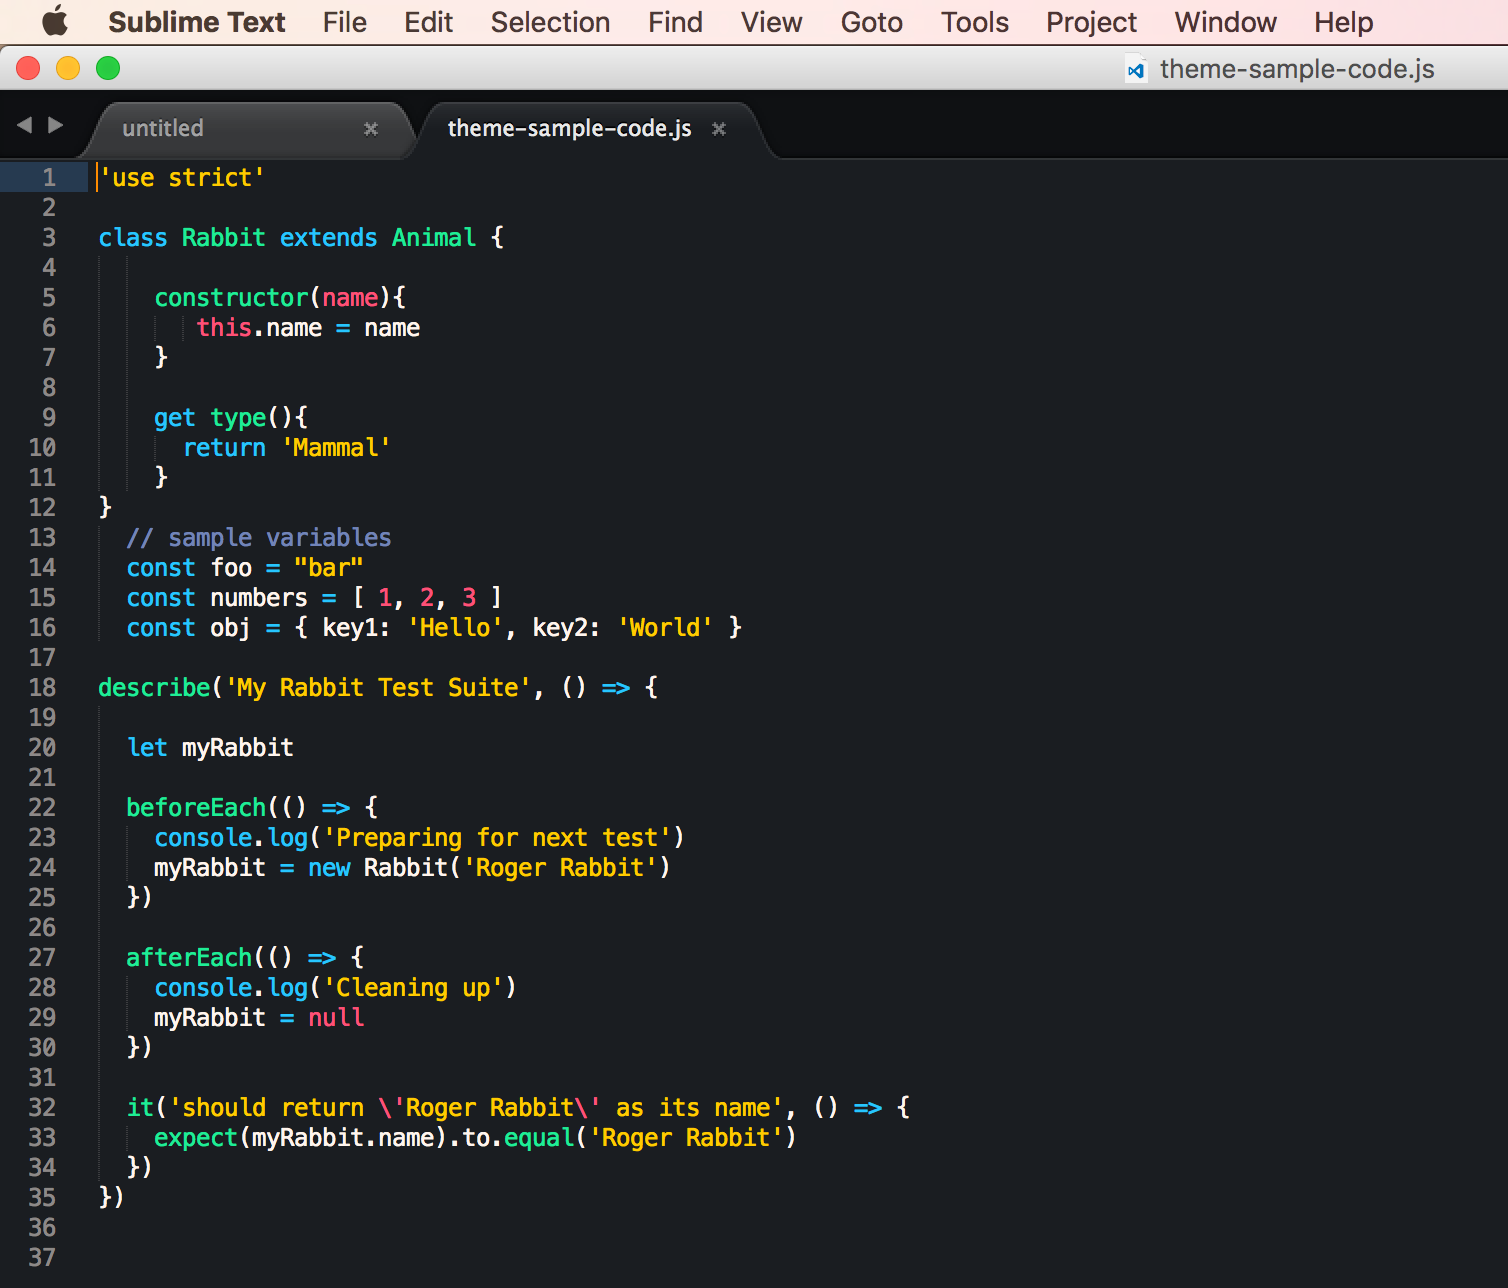 Sublime Text File Edit Selection Find View Goto Tools Project Window Help
theme-sample-code.js
untitled theme-sample-code.js
1 'use strict'
2
3 class Rabbit extends Animal {
4
5     constructor(name){
6        this.name = name
7     }
8
9     get type(){
10       return 'Mammal'
11     }
12 }
13   // sample variables
14   const foo = "bar"
15   const numbers = [ 1, 2, 3 ]
16   const obj = { key1: 'Hello', key2: 'World' }
17
18 describe('My Rabbit Test Suite', () => {
19
20   let myRabbit
21
22   beforeEach(() => {
23     console.log('Preparing for next test')
24     myRabbit = new Rabbit('Roger Rabbit')
25   })
26
27   afterEach(() => {
28     console.log('Cleaning up')
29     myRabbit = null
30   })
31
32   it('should return \'Roger Rabbit\' as its name', () => {
33     expect(myRabbit.name).to.equal('Roger Rabbit')
34   })
35 })
36
37